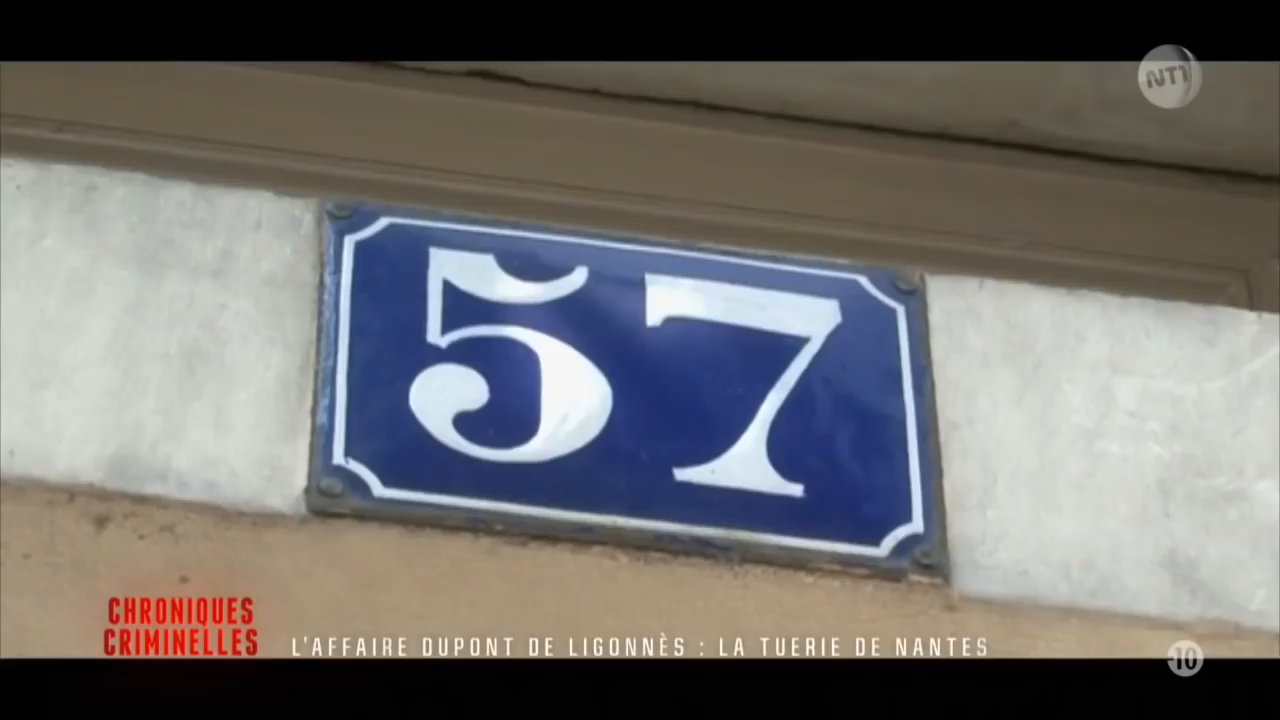 NT1
57
CHRONIQUES
CRIMINELLES
L'AFFAIRE DUPONT DE LIGONNÈS : LA TUERIE DE NANTES
-10